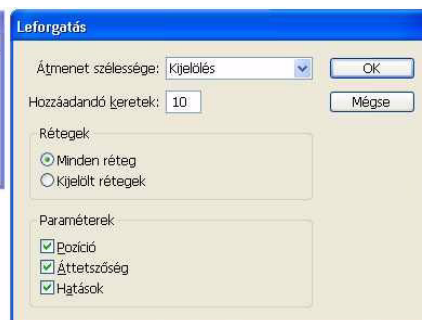 Leforgatás
Átmenet szélessége: Kijelölés OK
Hozzáadandó keretek: 10 Mégse
Rétegek
Minden réteg
Kijelölt rétegek
Paraméterek
Pozíció
Áttetszőség
Hatások